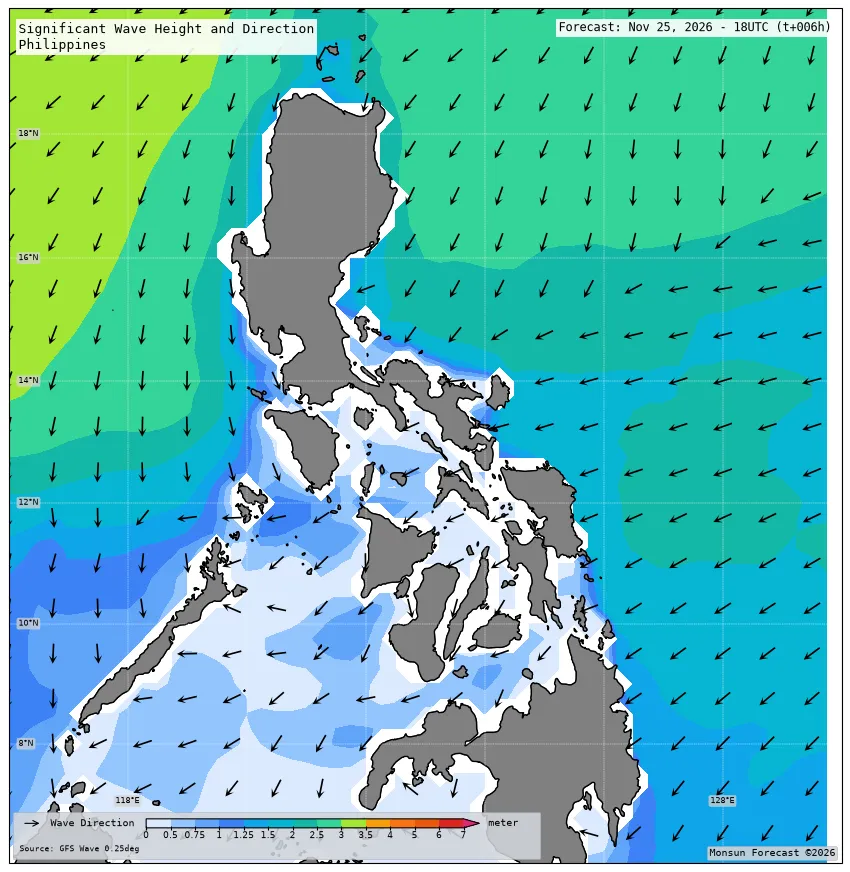 Significant Wave Height and Direction
Philippines
Forecast: Nov 25, 2026 - 18UTC (t+006h)
18°N
16°N
14°N
12°N
10°N
8°N
118°E
128°E
Wave Direction
0 0.5 0.75 1 1.25 1.5 2 2.5 3 3.5 4 5 6 7
meter
Source: GFS Wave 0.25deg
Monsun Forecast ©2026